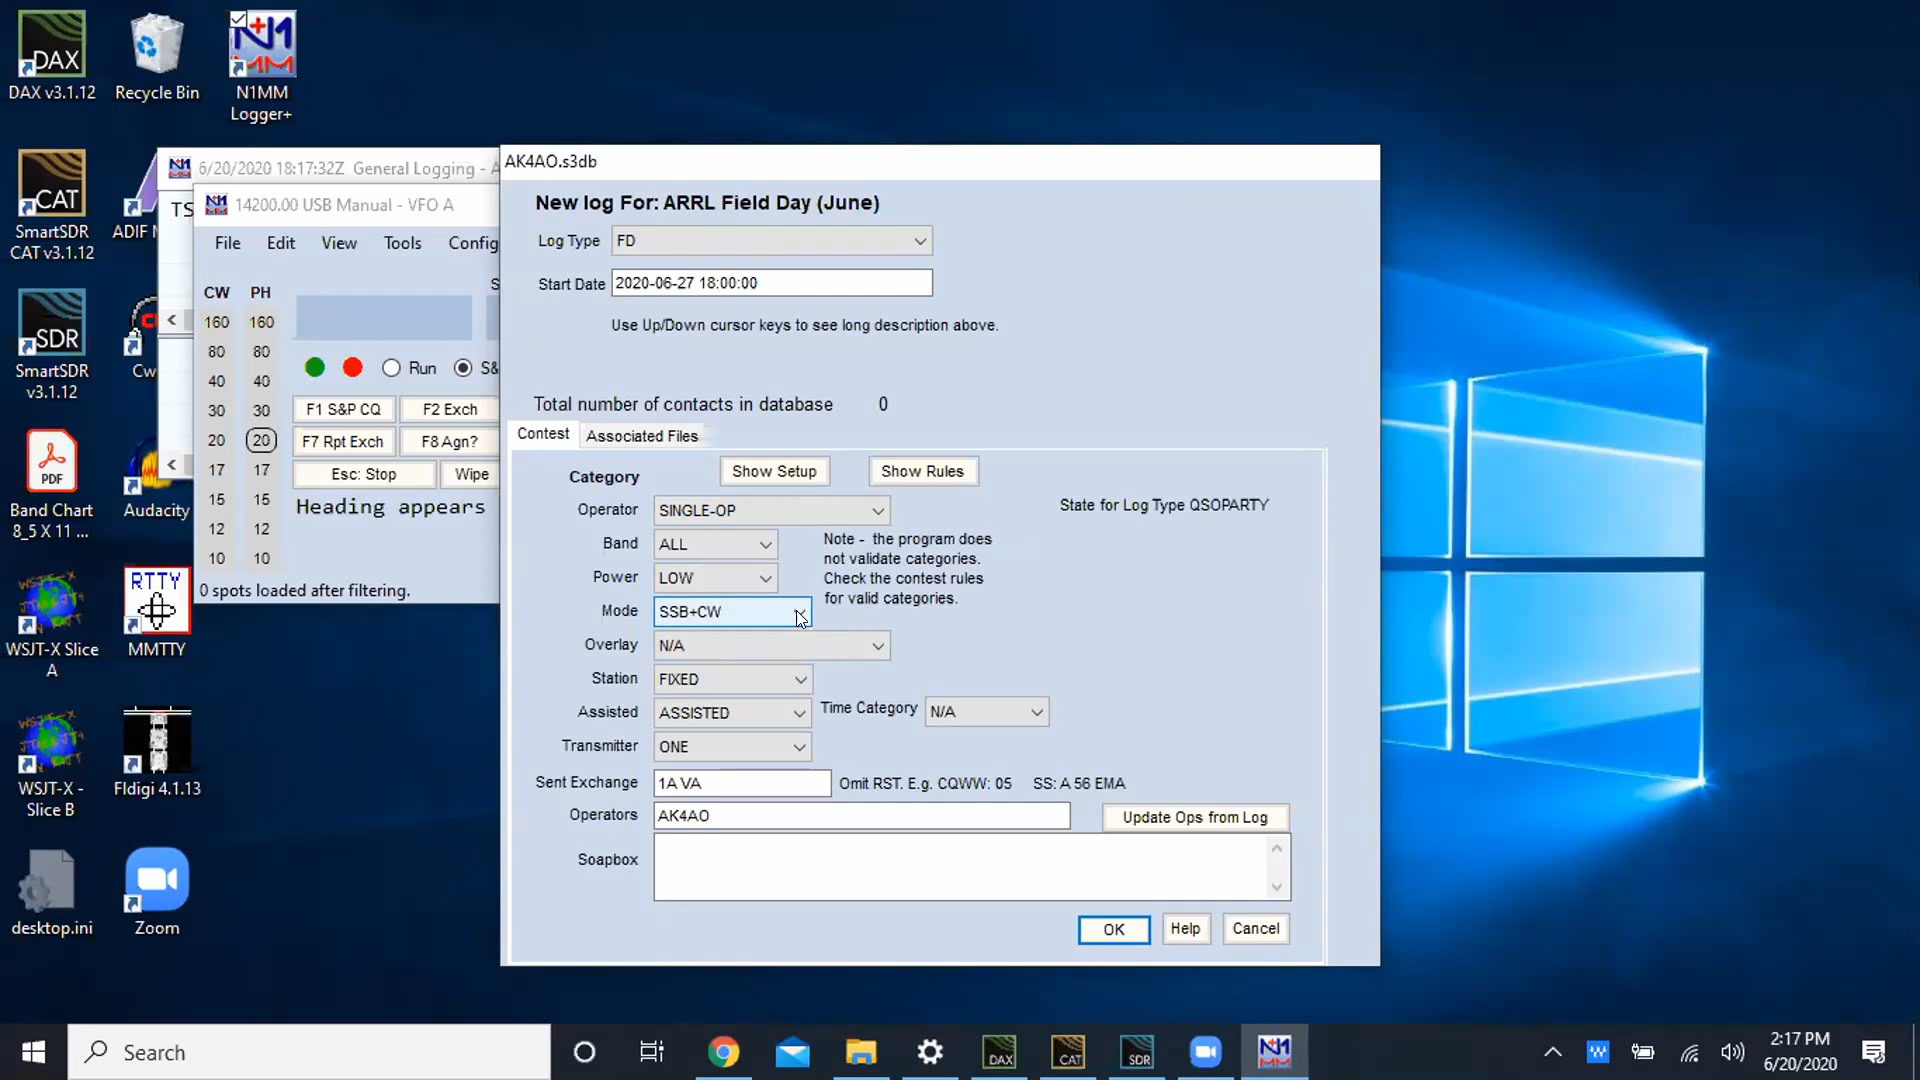 DAX
DAX v3.1.12
Recycle Bin
N1MM
Logger+
CAT
SmartSDR
CAT v3.1.12
ADIF
SDR
SmartSDR
v3.1.12
Cw
PDF
Band Chart
8_5 X 11 ...
Audacity
WSJT-X Slice
A
RTTY
MMTTY
WSJT-X -
Slice B
Fldigi 4.1.13
desktop.ini
Zoom
6/20/2020 18:17:32Z General Logging - A
TS
14200.00 USB Manual - VFO A
File Edit View Tools Config
CW PH
160 160
80 80
40 40
30 30
20 20
17 17
15 15
12 12
10 10
Run S&
F1 S&P CQ F2 Exch
F7 Rpt Exch F8 Agn?
Esc: Stop Wipe
Heading appears
0 spots loaded after filtering.
AK4AO.s3db
New log For: ARRL Field Day (June)
Log Type FD
Start Date 2020-06-27 18:00:00
Use Up/Down cursor keys to see long description above.
Total number of contacts in database 0
Contest Associated Files
Category Show Setup Show Rules
Operator SINGLE-OP
State for Log Type QSOPARTY
Band ALL
Note - the program does
not validate categories.
Check the contest rules
for valid categories.
Power LOW
Mode SSB+CW
Overlay N/A
Station FIXED
Assisted ASSISTED Time Category N/A
Transmitter ONE
Sent Exchange 1A VA Omit RST. E.g. CQWW: 05 SS: A 56 EMA
Operators AK4AO Update Ops from Log
Soapbox
OK Help Cancel
Search
DAX CAT SDR
2:17 PM
6/20/2020